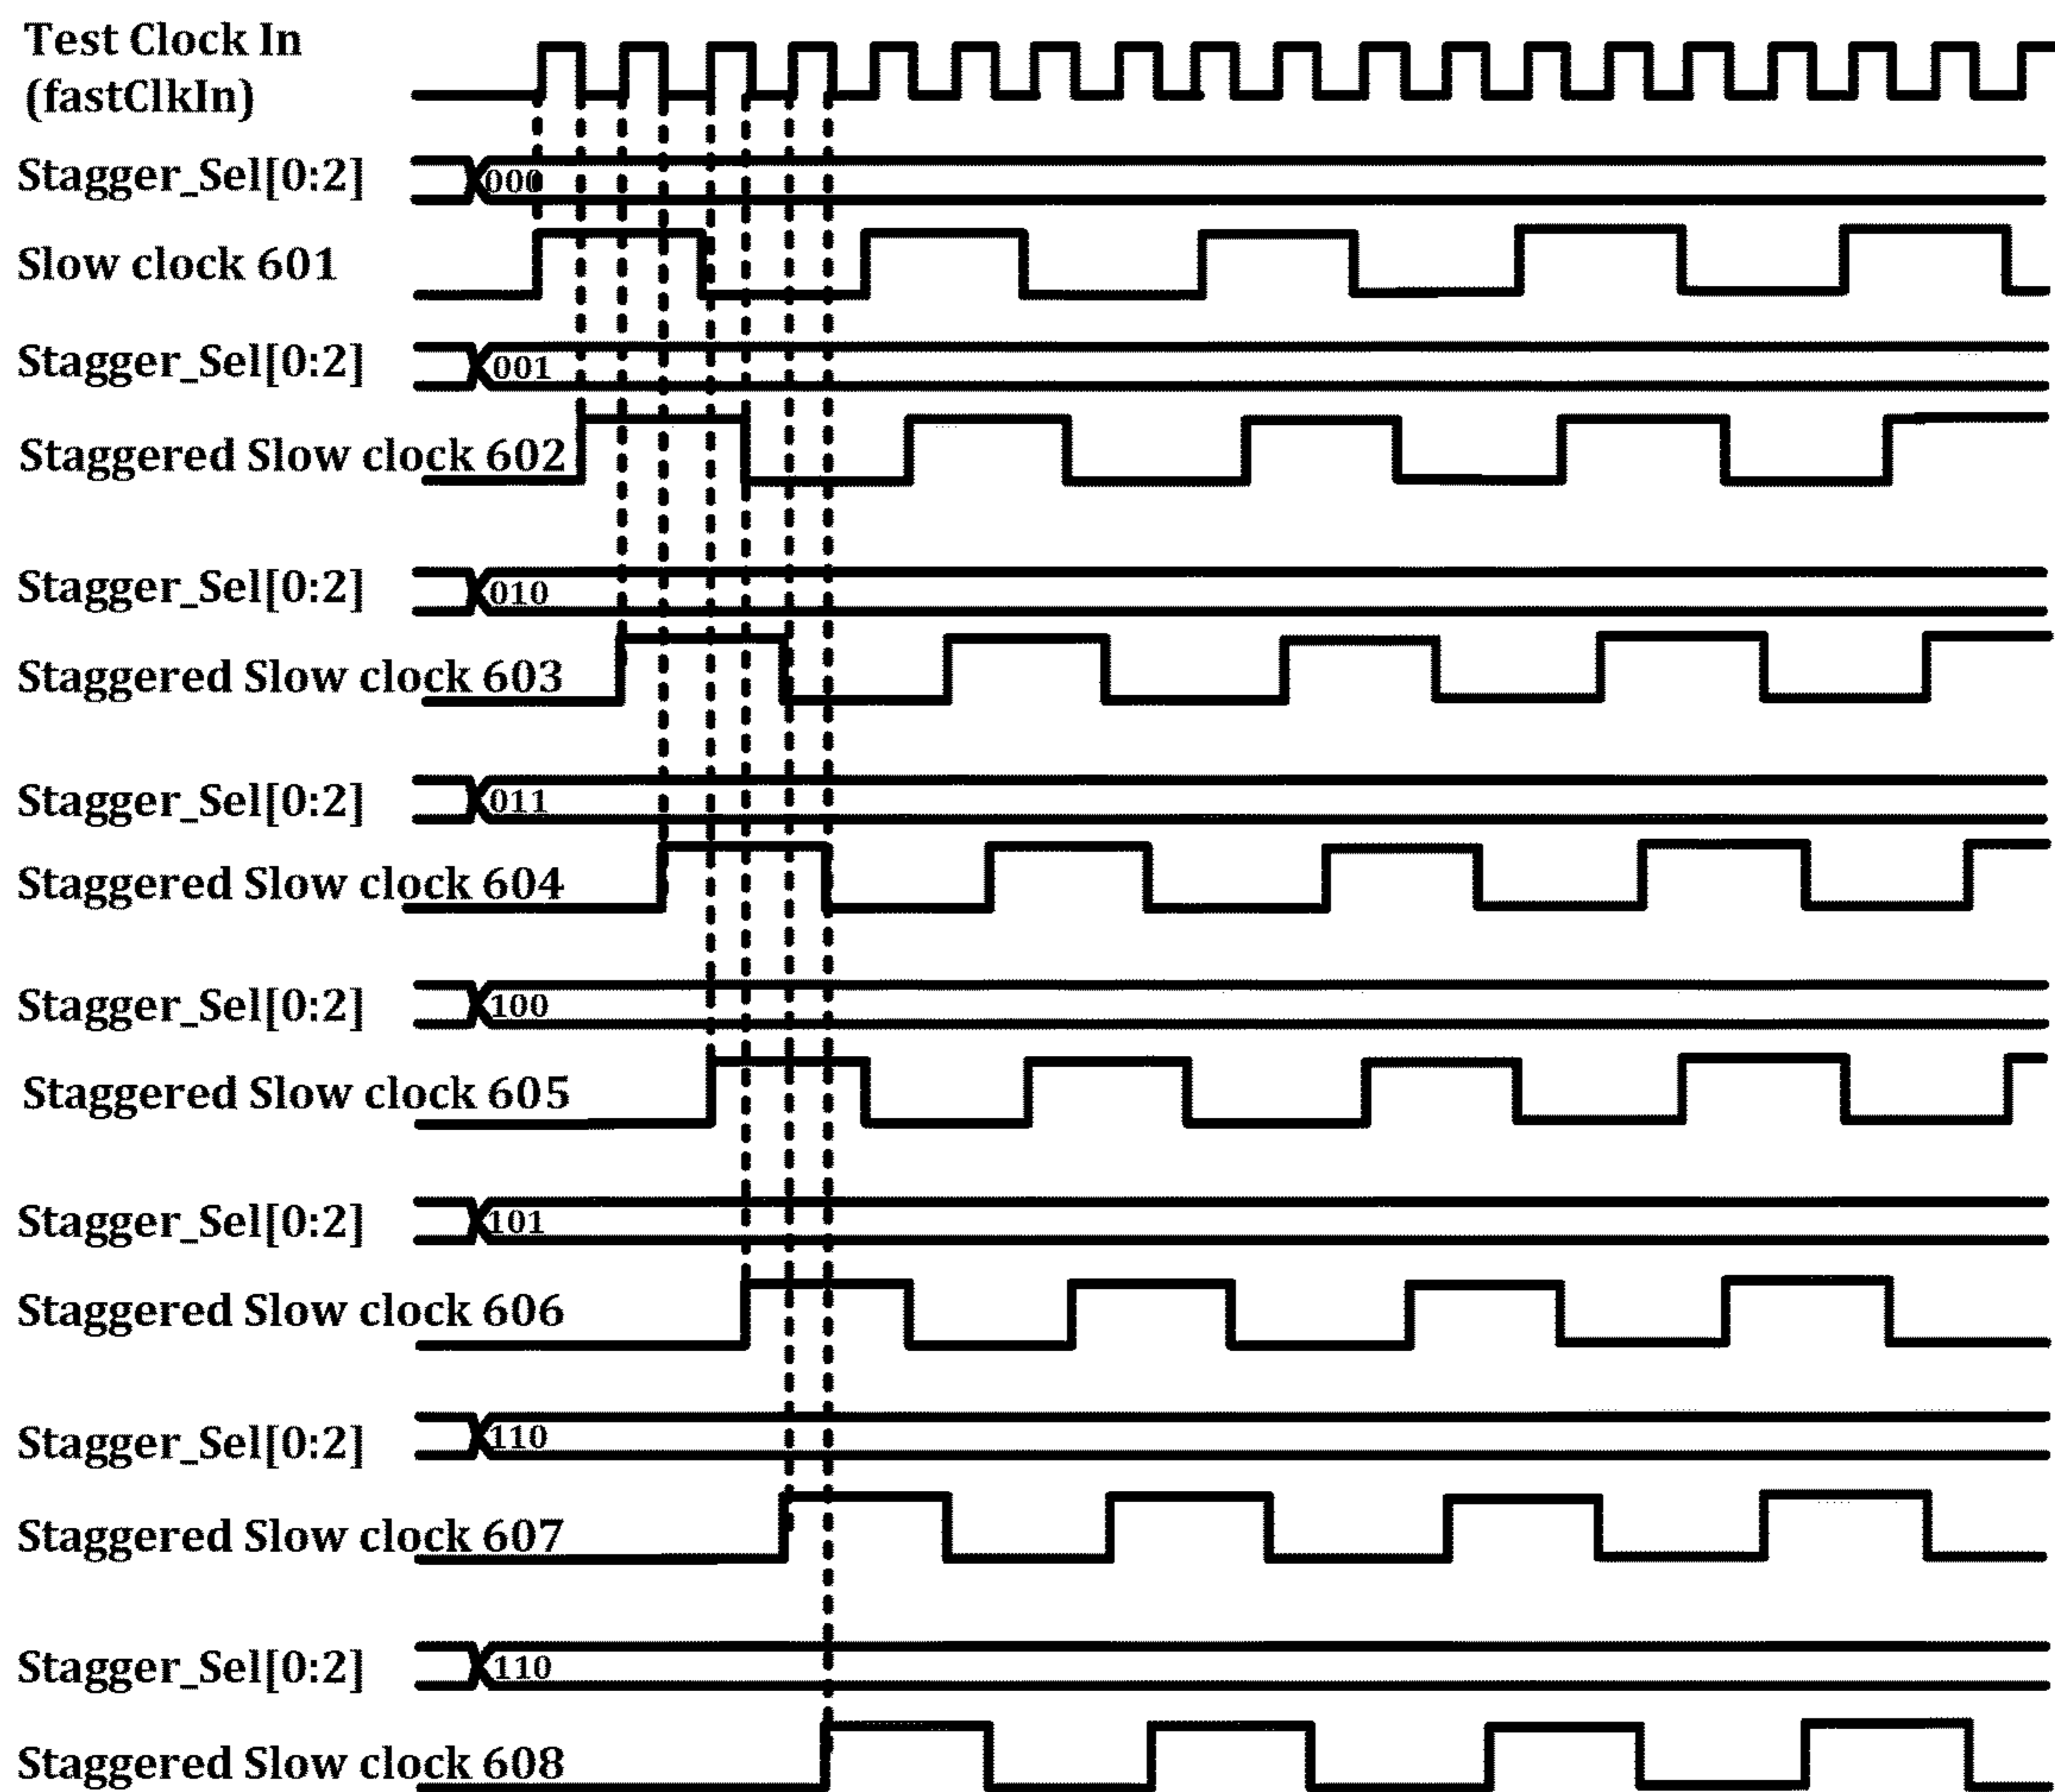 Test Clock In
(fastClkIn)
Stagger_Sel[0:2]
000
Slow clock 601
Stagger_Sel[0:2]
001
Staggered Slow clock 602
Stagger_Sel[0:2]
010
Staggered Slow clock 603
Stagger_Sel[0:2]
011
Staggered Slow clock 604
Stagger_Sel[0:2]
100
Staggered Slow clock 605
Stagger_Sel[0:2]
101
Staggered Slow clock 606
Stagger_Sel[0:2]
110
Staggered Slow clock 607
Stagger_Sel[0:2]
110
Staggered Slow clock 608